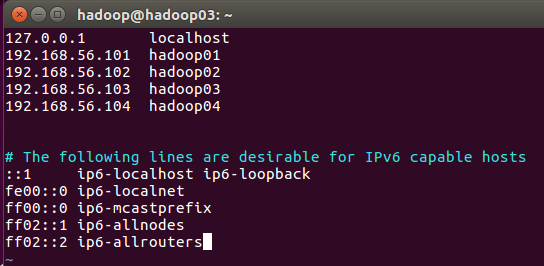 hadoop@hadoop03: ~
127.0.0.1       localhost
192.168.56.101  hadoop01
192.168.56.102  hadoop02
192.168.56.103  hadoop03
192.168.56.104  hadoop04
# The following lines are desirable for IPv6 capable hosts
::1     ip6-localhost ip6-loopback
fe00::0 ip6-localnet
ff00::0 ip6-mcastprefix
ff02::1 ip6-allnodes
ff02::2 ip6-allrouters
~